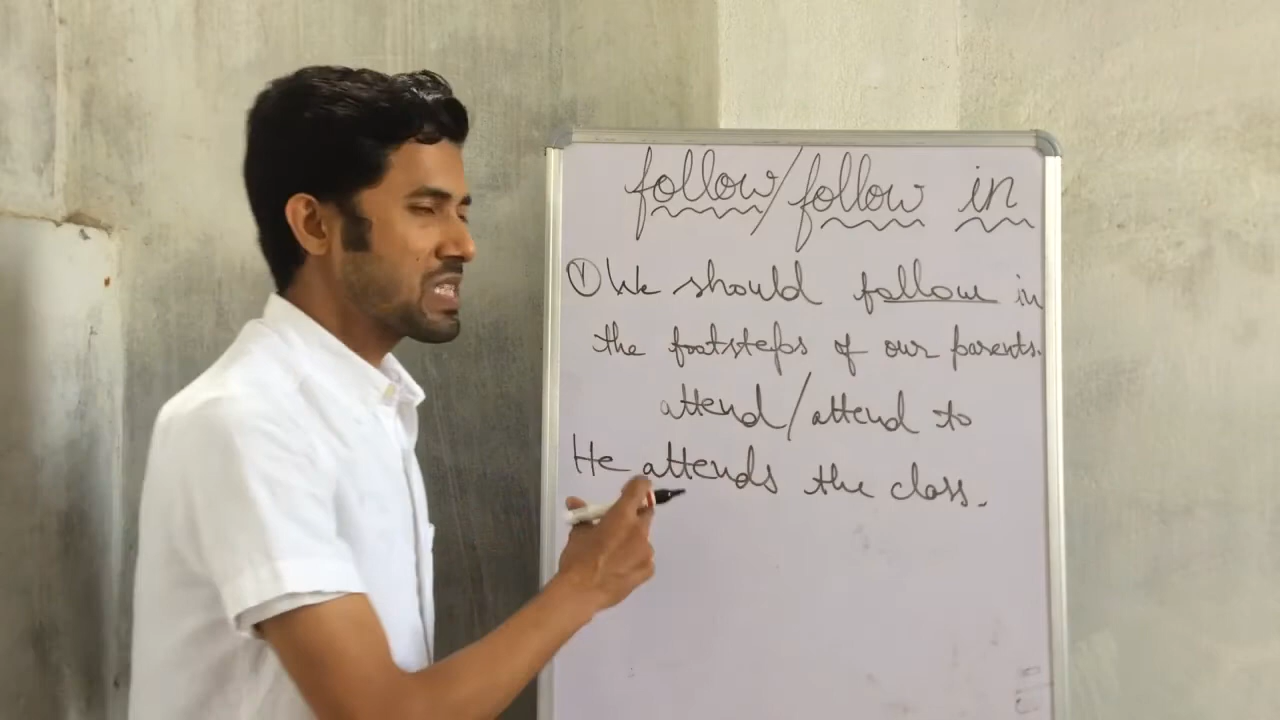 follow/follow in
① We should follow in
the footsteps of our parents.
attend/attend to
He attends the class.